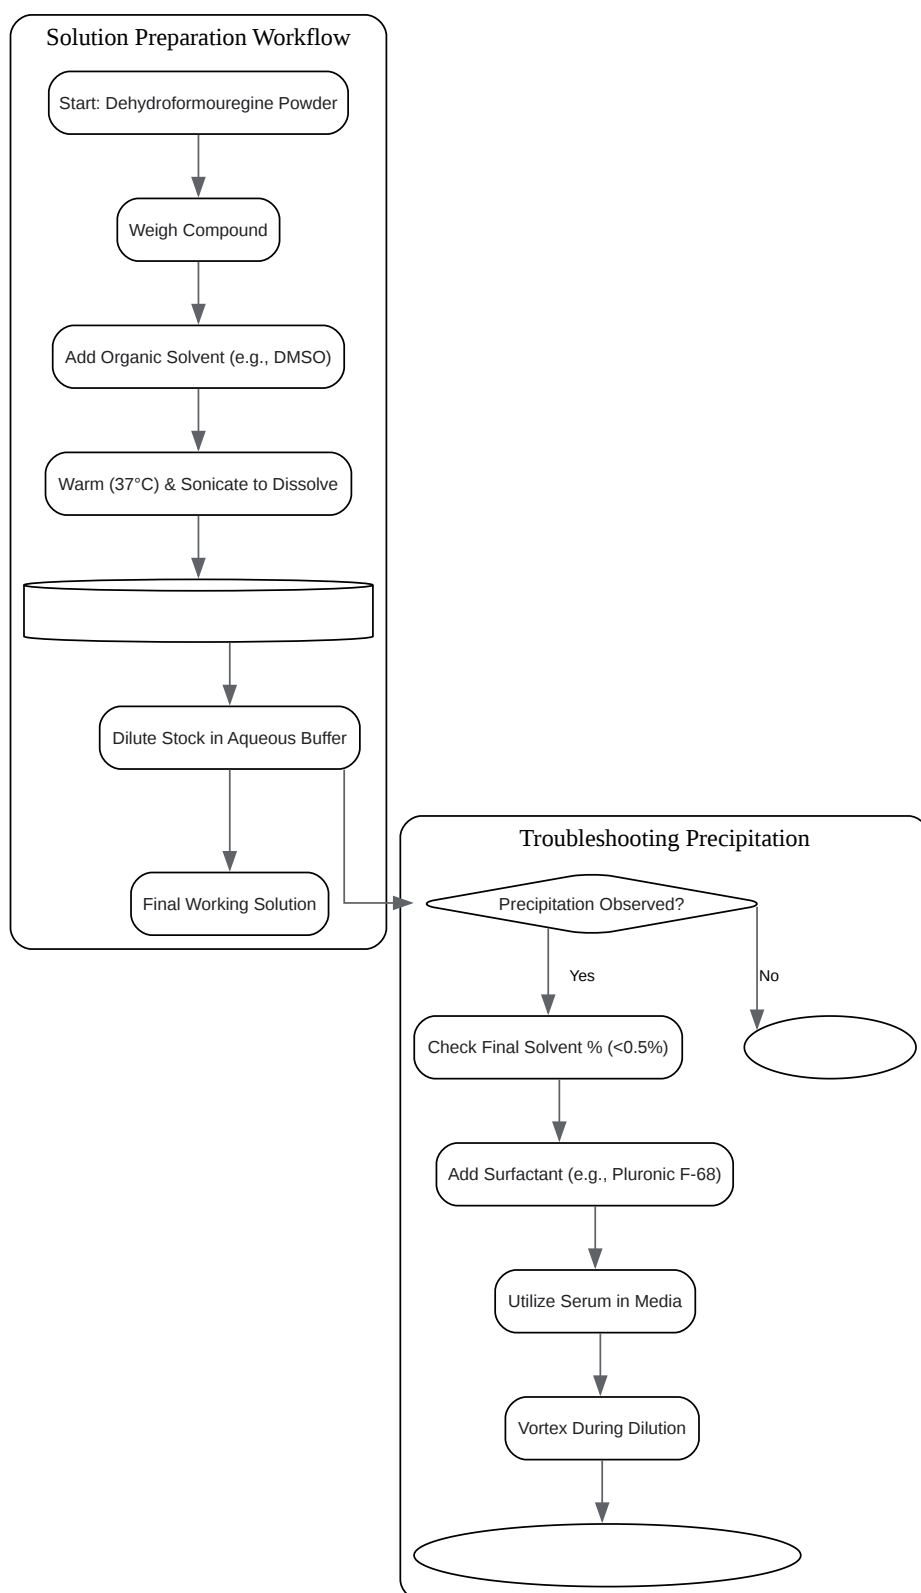 Solution Preparation Workflow
Start: Dehydroformouregine Powder
Weigh Compound
Add Organic Solvent (e.g., DMSO)
Warm (37°C) & Sonicate to Dissolve
Dilute Stock in Aqueous Buffer
Final Working Solution
Troubleshooting Precipitation
Precipitation Observed?
Yes
No
Check Final Solvent % (<0.5%)
Add Surfactant (e.g., Pluronic F-68)
Utilize Serum in Media
Vortex During Dilution